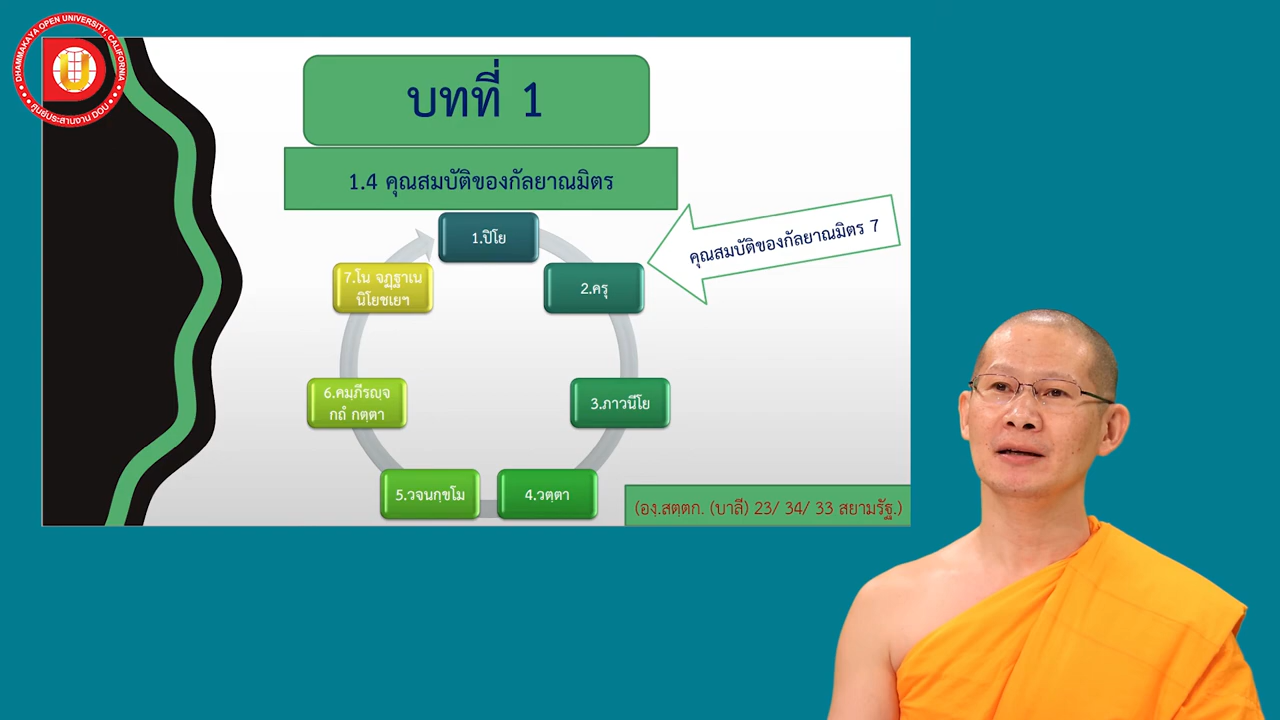 DHAMMAKAYA OPEN UNIVERSITY, CALIFORNIA
DOU
ศูนย์ประสานงาน DOU
บทที่ 1
1.4 คุณสมบัติของกัลยาณมิตร
คุณสมบัติของกัลยาณมิตร 7
1.ปิโย
2.ครุ
3.ภาวนีโย
4.วตฺตา
5.วจนกฺขโม
6.คมฺภีรญฺจ
กถํ กตฺตา
7.โน จฏฺฐาเน
นิโยชเยฯ
(องฺ.สตฺตก. (บาลี) 23/ 34/ 33 สยามรัฐ.)